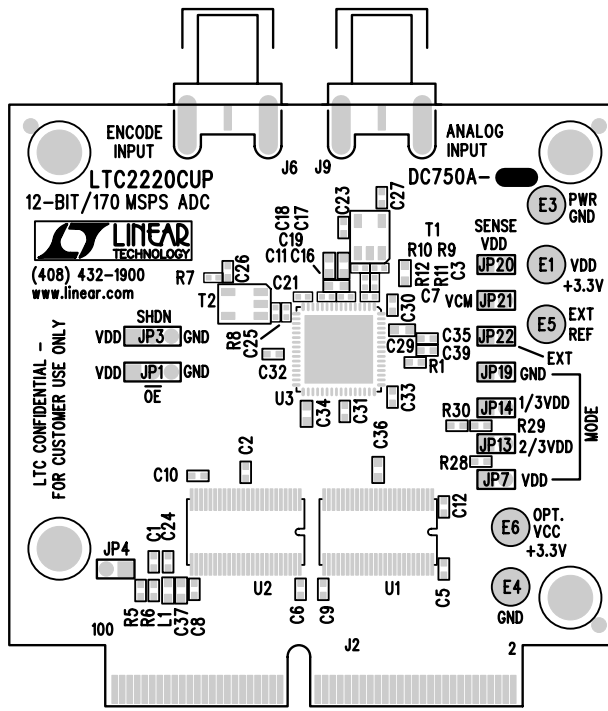 ENCODE
INPUT
ANALOG
INPUT
J6
J9
LTC2220CUP
12-BIT/170 MSPS ADC
DC750A-
LINEAR
TECHNOLOGY
(408) 432-1900
www.linear.com
E3
PWR
GND
SENSE
VDD
JP20
E1
VDD
+3.3V
VCM
JP21
E5
EXT
REF
JP22
EXT
JP19
GND
JP14
1/3VDD
JP13
2/3VDD
JP7
VDD
MODE
R30
R29
R28
C27
C23
C18
C17
C19
C11
C16
T1
R10
R9
R12
R11
C3
C7
C26
R7
T2
C21
C30
R8
C25
C29
C35
C39
R1
C32
U3
C34
C31
C33
SHDN
VDD
JP3
GND
VDD
JP1
GND
OE
LTC CONFIDENTIAL –
FOR CUSTOMER USE ONLY
C2
C36
C10
C12
C1
C24
JP4
U2
U1
C5
R5
R6
L1
C37
C8
C6
C9
E6
OPT.
VCC
+3.3V
E4
GND
100
J2
2